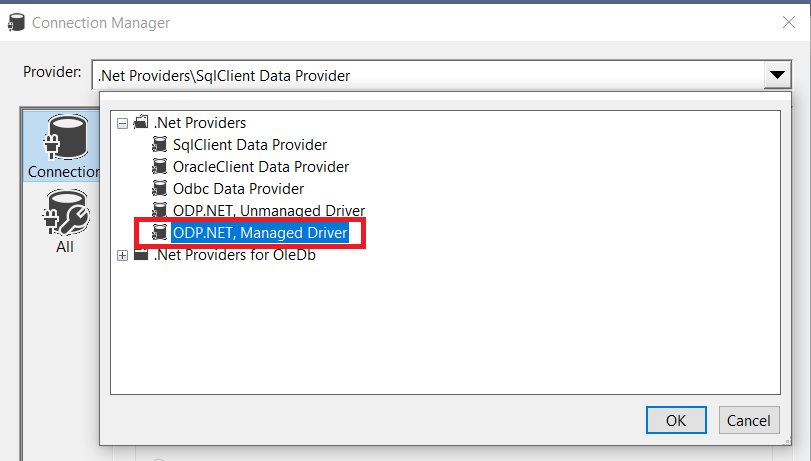 Connection Manager
Provider: .Net Providers\SqlClient Data Provider
.Net Providers
SqlClient Data Provider
OracleClient Data Provider
Odbc Data Provider
ODP.NET, Unmanaged Driver
ODP.NET, Managed Driver
.Net Providers for OleDb
Connection
All
OK Cancel